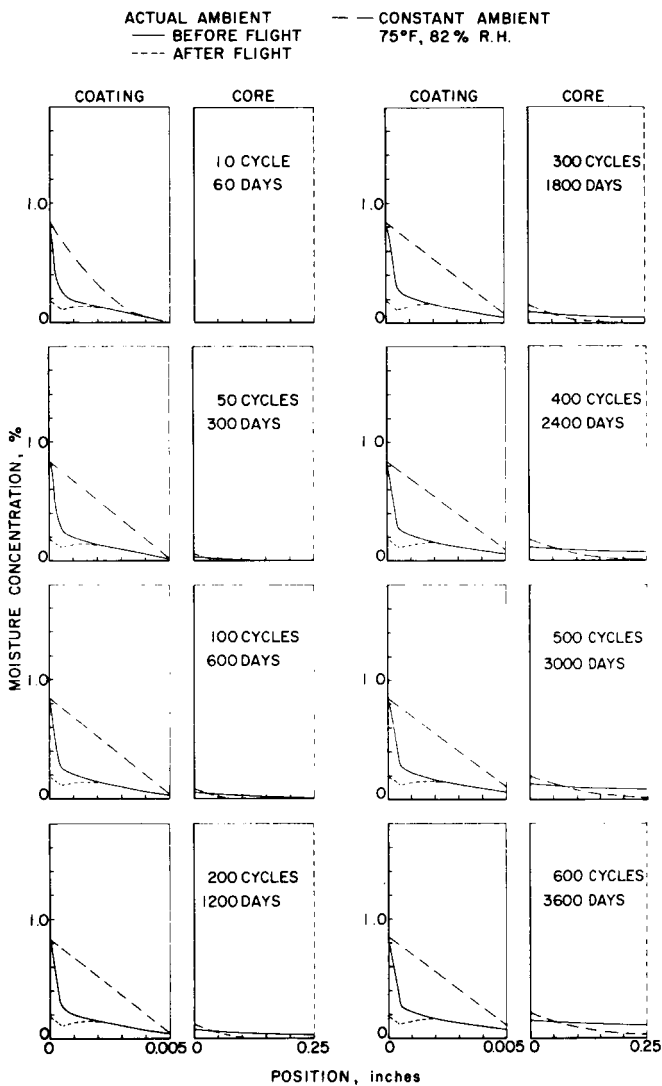 ACTUAL AMBIENT
BEFORE FLIGHT
AFTER FLIGHT
CONSTANT AMBIENT
75°F, 82% R.H.
COATING
CORE
COATING
CORE
1.0
0
10 CYCLE
60 DAYS
1.0
0
300 CYCLES
1800 DAYS
1.0
0
50 CYCLES
300 DAYS
1.0
0
400 CYCLES
2400 DAYS
1.0
0
100 CYCLES
600 DAYS
1 0
0
500 CYCLES
3000 DAYS
1.0
0
200 CYCLES
1200 DAYS
1.0
0
600 CYCLES
3600 DAYS
0
0.005
0
0.25
0
0.005
0
0.25
MOISTURE CONCENTRATION, %
POSITION, inches